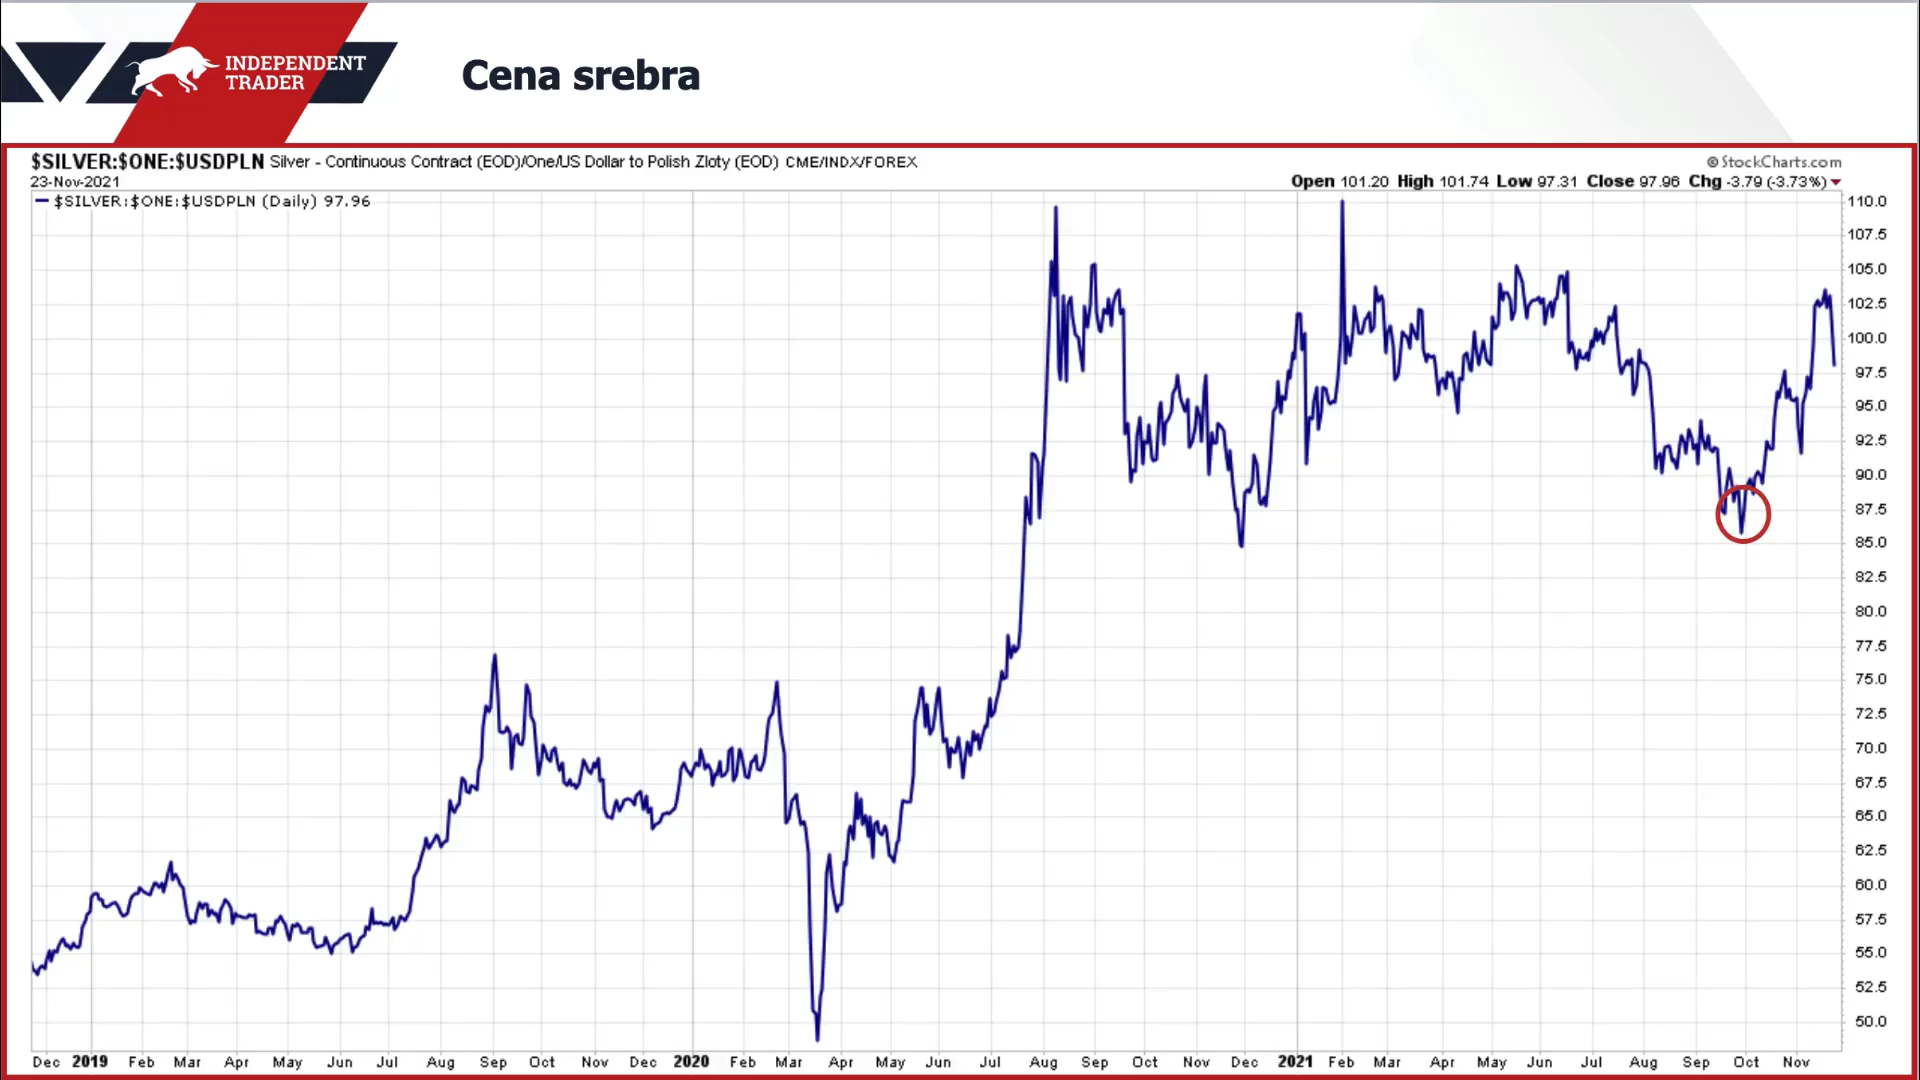 INDEPENDENT
TRADER
Cena srebra
$SILVER:$ONE:$USDPLN Silver - Continuous Contract (EOD)/One/US Dollar to Polish Zloty (EOD) CME/INDX/FOREX
© StockCharts.com
23-Nov-2021
Open 101.20 High 101.74 Low 97.31 Close 97.96 Chg -3.79 (-3.73%)
$SILVER:$ONE:$USDPLN (Daily) 97.96
110.0
107.5
105.0
102.5
100.0
97.5
95.0
92.5
90.0
87.5
85.0
82.5
80.0
77.5
75.0
72.5
70.0
67.5
65.0
62.5
60.0
57.5
55.0
52.5
50.0
Dec 2019 Feb Mar Apr May Jun Jul Aug Sep Oct Nov Dec 2020 Feb Mar Apr May Jun Jul Aug Sep Oct Nov Dec 2021 Feb Mar Apr May Jun Jul Aug Sep Oct Nov